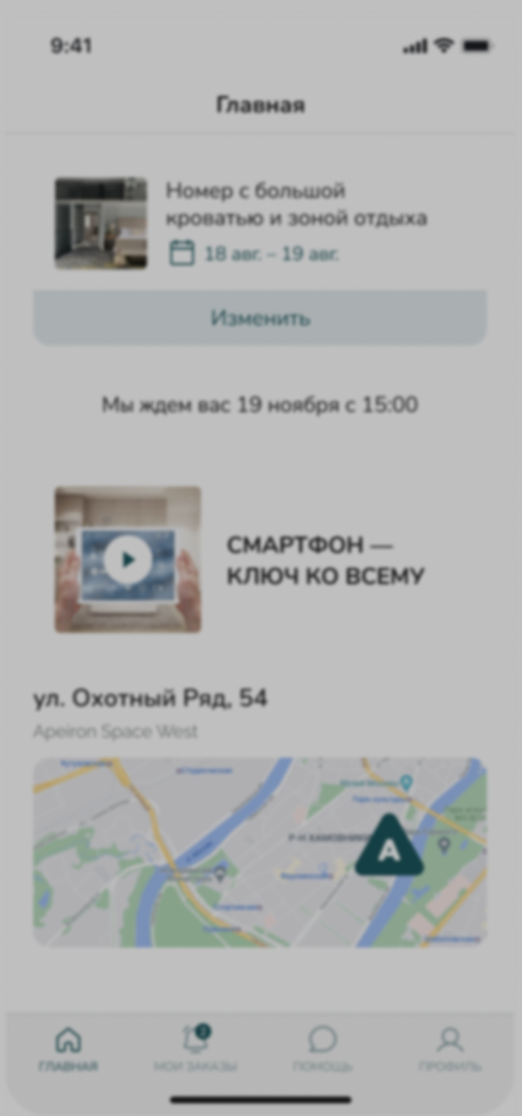 9:41
Главная
Номер с большой
кроватью и зоной отдыха
18 авг. – 19 авг.
Изменить
Мы ждем вас 19 ноября с 15:00
СМАРТФОН —
КЛЮЧ КО ВСЕМУ
ул. Охотный Ряд, 54
Apeiron Space West
Р-Н ХАМОВНИКИ
A
ГЛАВНАЯ
МОИ ЗАКАЗЫ
ПОМОЩЬ
ПРОФИЛЬ